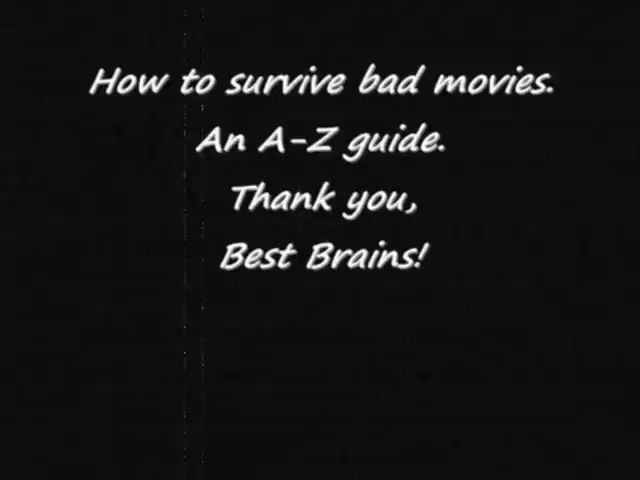 How to survive bad movies.
An A-Z guide.
Thank you,
Best Brains!